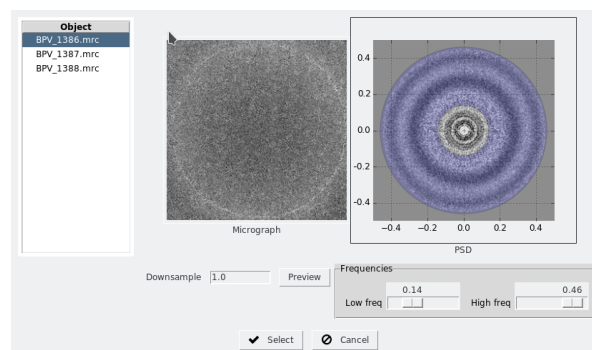 Object
BPV_1386.mrc
BPV_1387.mrc
BPV_1388.mrc
0.4
0.2
0.0
−0.2
−0.4
−0.4 −0.2 0.0 0.2 0.4
Micrograph
PSD
Downsample 1.0 Preview
Frequencies
0.14 0.46
Low freq High freq
Select Cancel